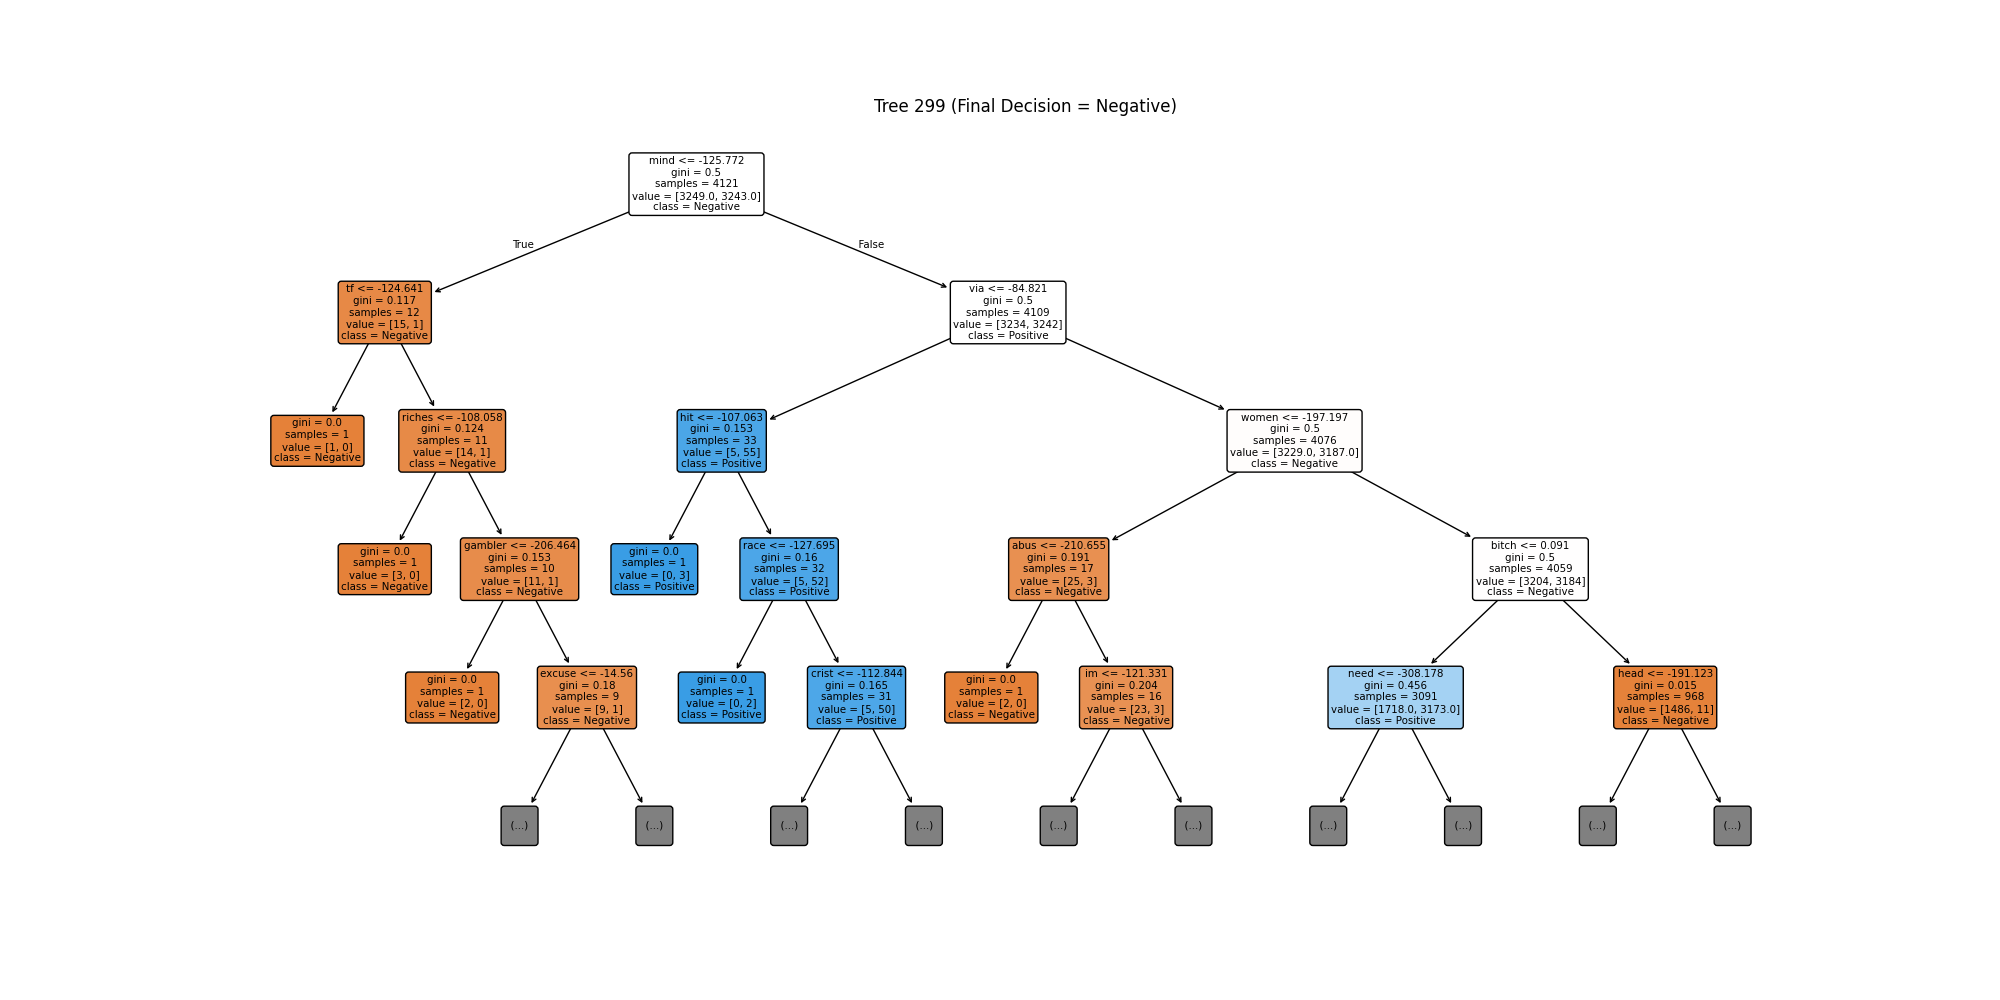 Tree 299 (Final Decision = Negative)
mind <= -125.772
gini = 0.5
samples = 4121
value = [3249.0, 3243.0]
class = Negative
True
False
tf <= -124.641
gini = 0.117
samples = 12
value = [15, 1]
class = Negative
via <= -84.821
gini = 0.5
samples = 4109
value = [3234, 3242]
class = Positive
gini = 0.0
samples = 1
value = [1, 0]
class = Negative
riches <= -108.058
gini = 0.124
samples = 11
value = [14, 1]
class = Negative
hit <= -107.063
gini = 0.153
samples = 33
value = [5, 55]
class = Positive
women <= -197.197
gini = 0.5
samples = 4076
value = [3229.0, 3187.0]
class = Negative
gini = 0.0
samples = 1
value = [3, 0]
class = Negative
gambler <= -206.464
gini = 0.153
samples = 10
value = [11, 1]
class = Negative
gini = 0.0
samples = 1
value = [0, 3]
class = Positive
race <= -127.695
gini = 0.16
samples = 32
value = [5, 52]
class = Positive
abus <= -210.655
gini = 0.191
samples = 17
value = [25, 3]
class = Negative
bitch <= 0.091
gini = 0.5
samples = 4059
value = [3204, 3184]
class = Negative
gini = 0.0
samples = 1
value = [2, 0]
class = Negative
excuse <= -14.56
gini = 0.18
samples = 9
value = [9, 1]
class = Negative
gini = 0.0
samples = 1
value = [0, 2]
class = Positive
crist <= -112.844
gini = 0.165
samples = 31
value = [5, 50]
class = Positive
gini = 0.0
samples = 1
value = [2, 0]
class = Negative
im <= -121.331
gini = 0.204
samples = 16
value = [23, 3]
class = Negative
need <= -308.178
gini = 0.456
samples = 3091
value = [1718.0, 3173.0]
class = Positive
head <= -191.123
gini = 0.015
samples = 968
value = [1486, 11]
class = Negative
(...)
(...)
(...)
(...)
(...)
(...)
(...)
(...)
(...)
(...)